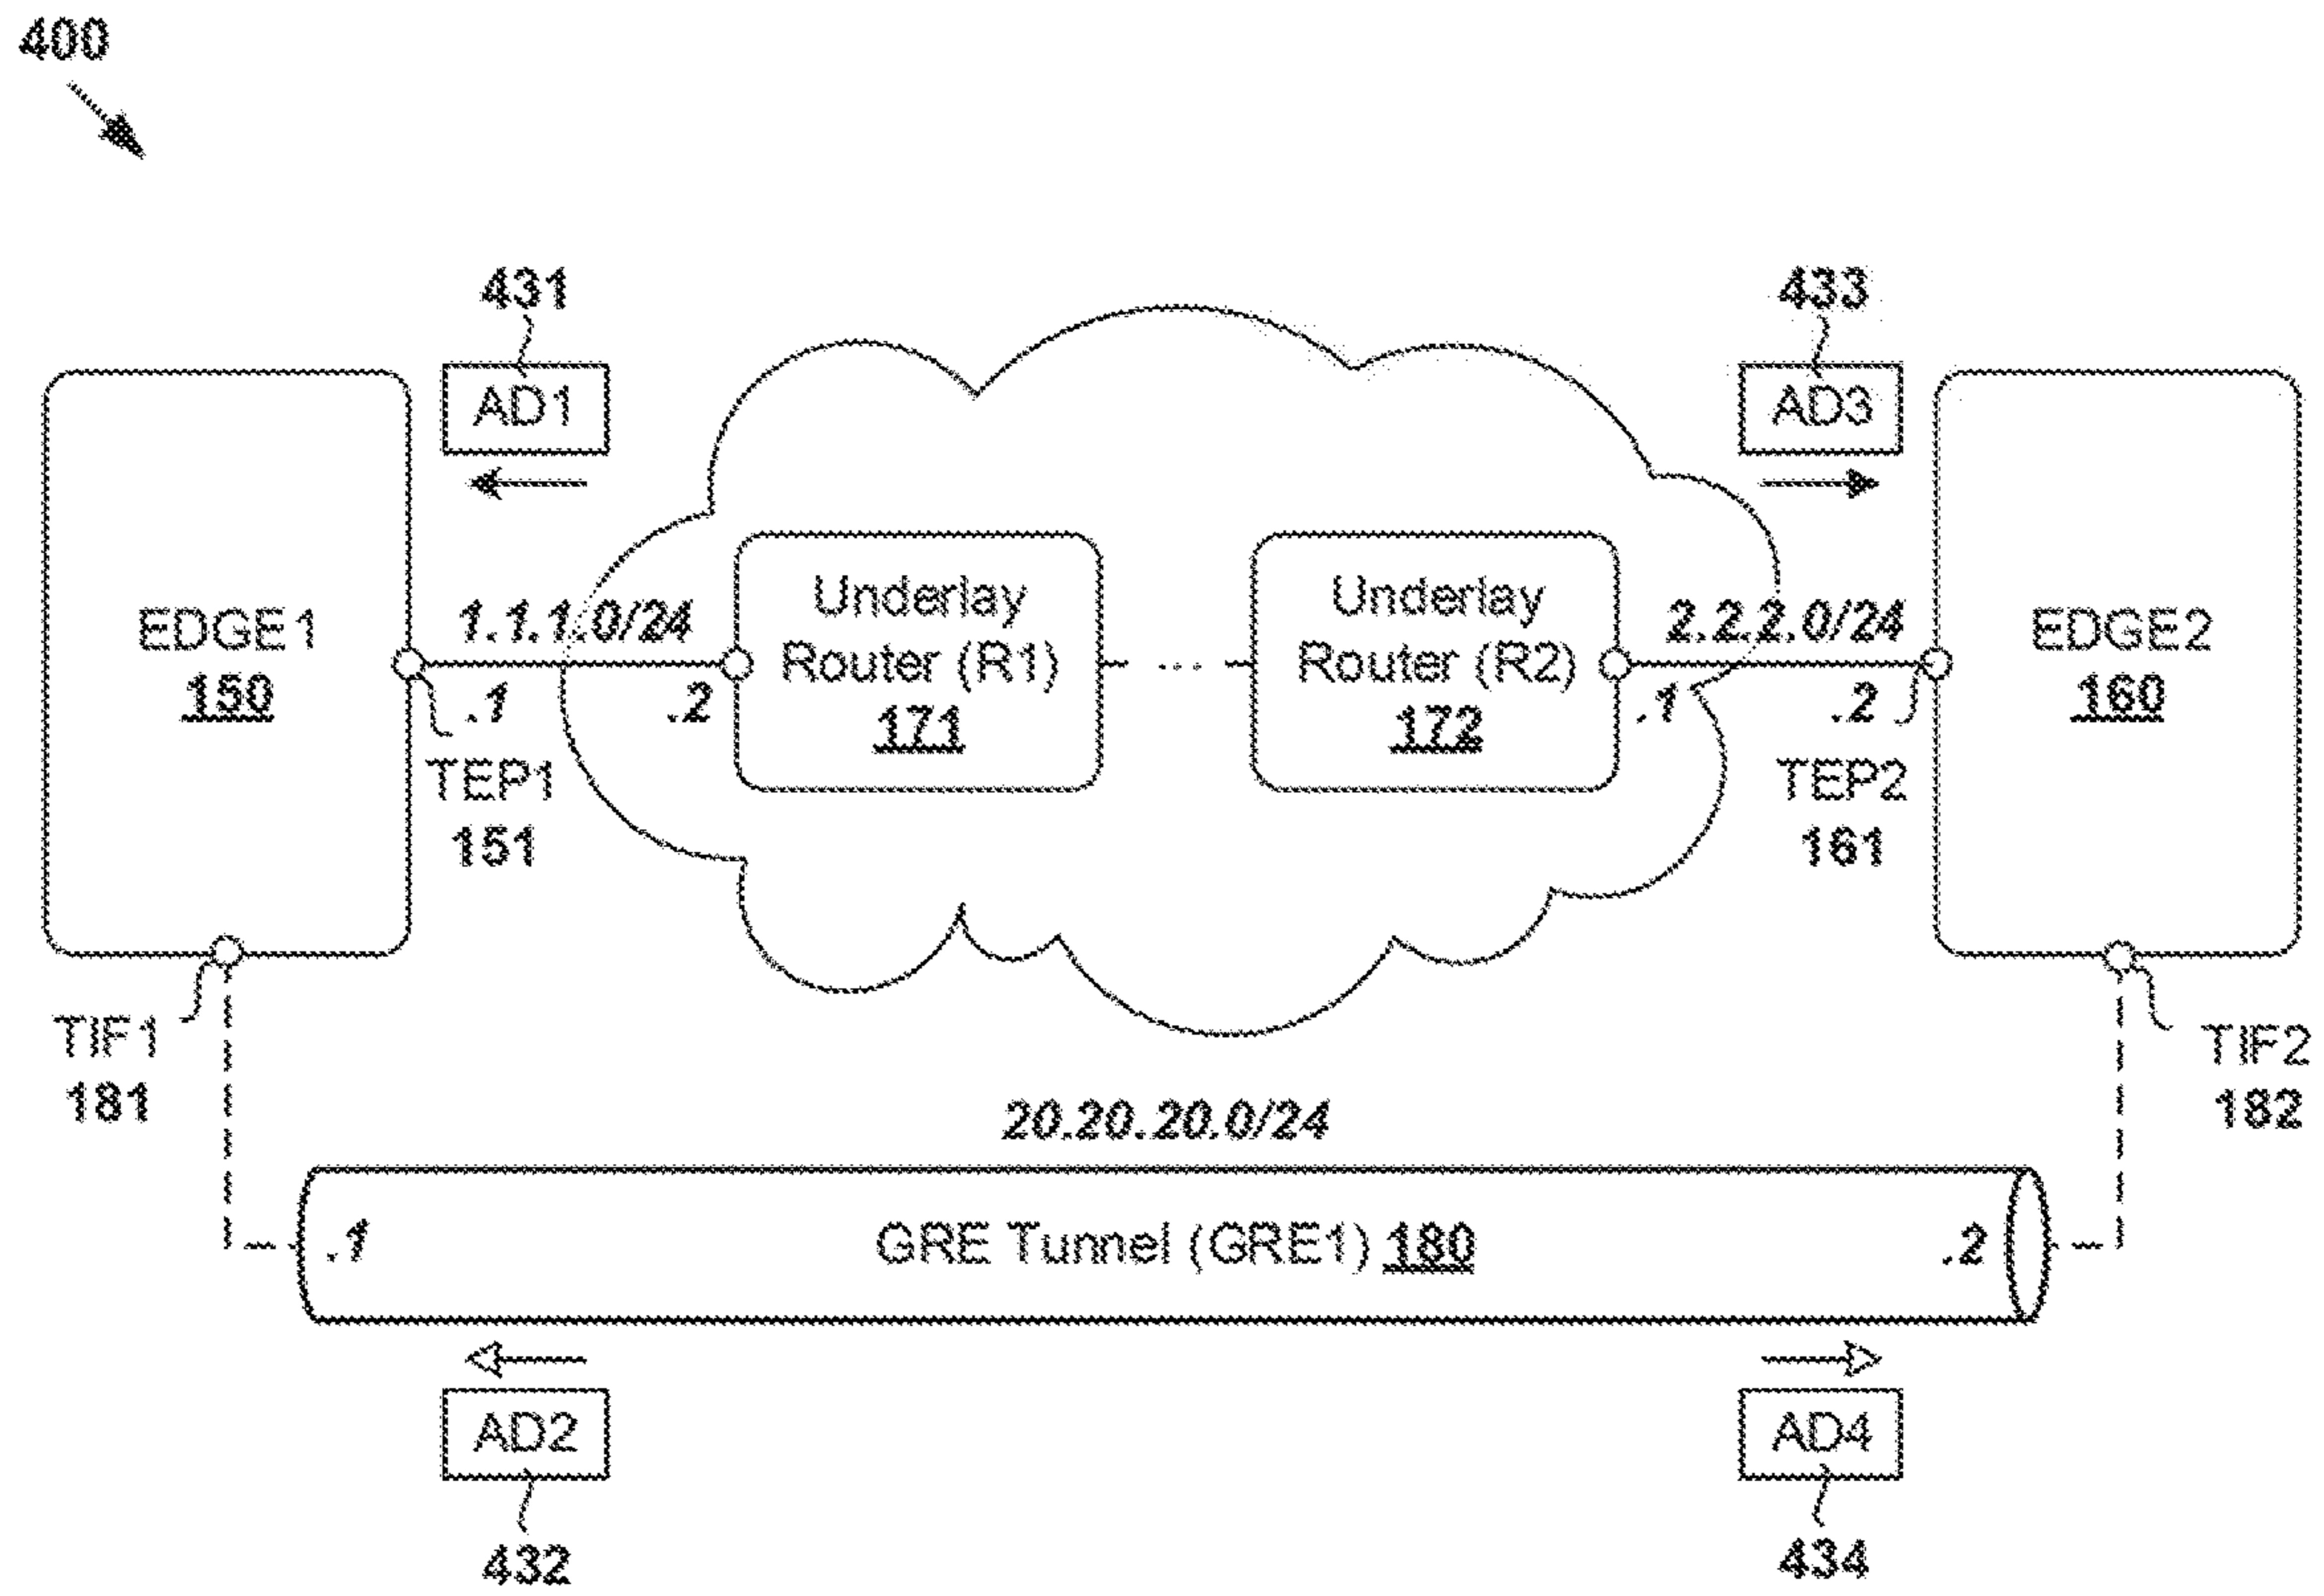 400
431
433
AD1
AD3
EDGE1
150
1.1.1.0/24
.1
.2
Underlay
Router (R1)
171
...
Underlay
Router (R2)
172
2.2.2.0/24
.1
.2
EDGE2
160
TEP1
151
TEP2
161
TIF1
181
TIF2
182
20.20.20.0/24
.1
GRE Tunnel (GRE1) 180
.2
AD2
AD4
432
434